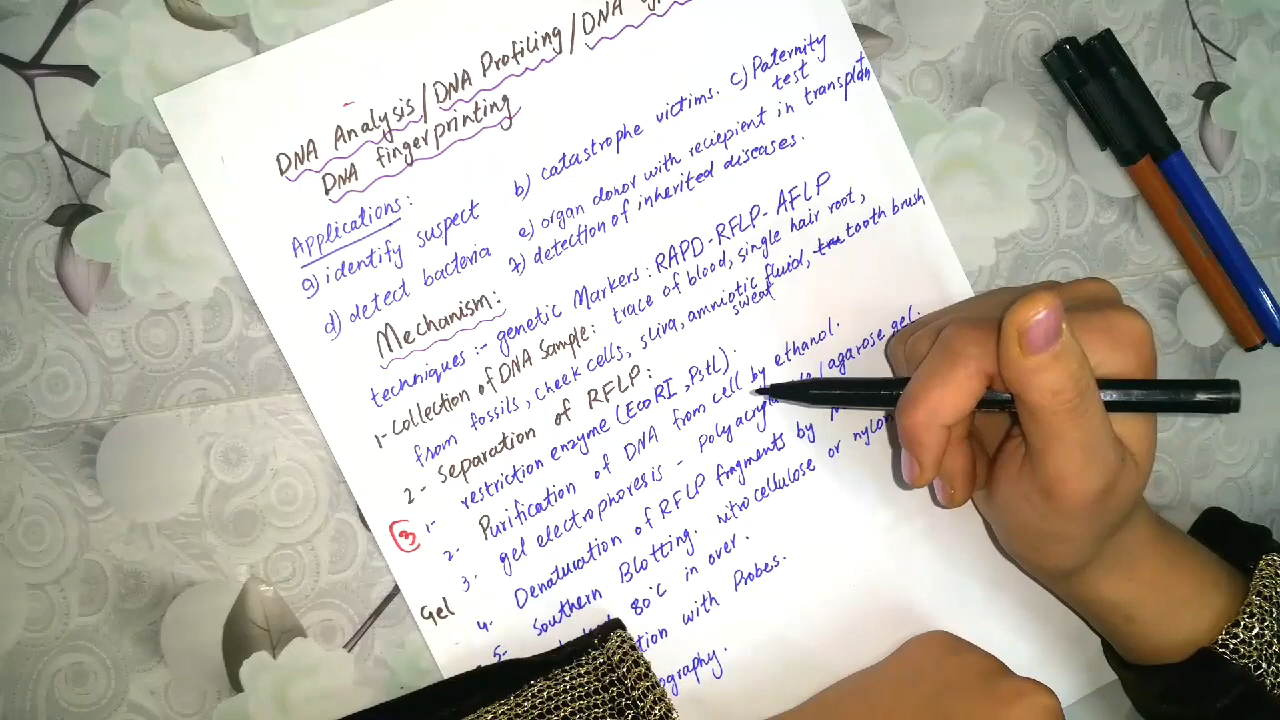 DNA Analysis / DNA Profiling / DNA
DNA fingerprinting
Applications:
a) identify suspect b) catastrophe victims. c) Paternity test
d) detect bacteria e) organ donor with reciepient in transplan
f) detection of inherited diseases.
Mechanism:
techniques :- genetic Markers : RAPD-RFLP-AFLP
1- collection of DNA Sample: trace of blood, single hair root,
from fossils, cheek cells, sliva, amniotic fluid, tooth brush
sweat
2- Separation of RFLP:
1- restriction enzyme (EcoRI, PstI).
③ 2- Purification of DNA from cell by ethanol.
3- gel electrophoresis - agarose gel.
Gel 4- Denaturation of RFLP fragments by
5- Southern Blotting. nitrocellulose or nylon
80°C in over.
with Probes.